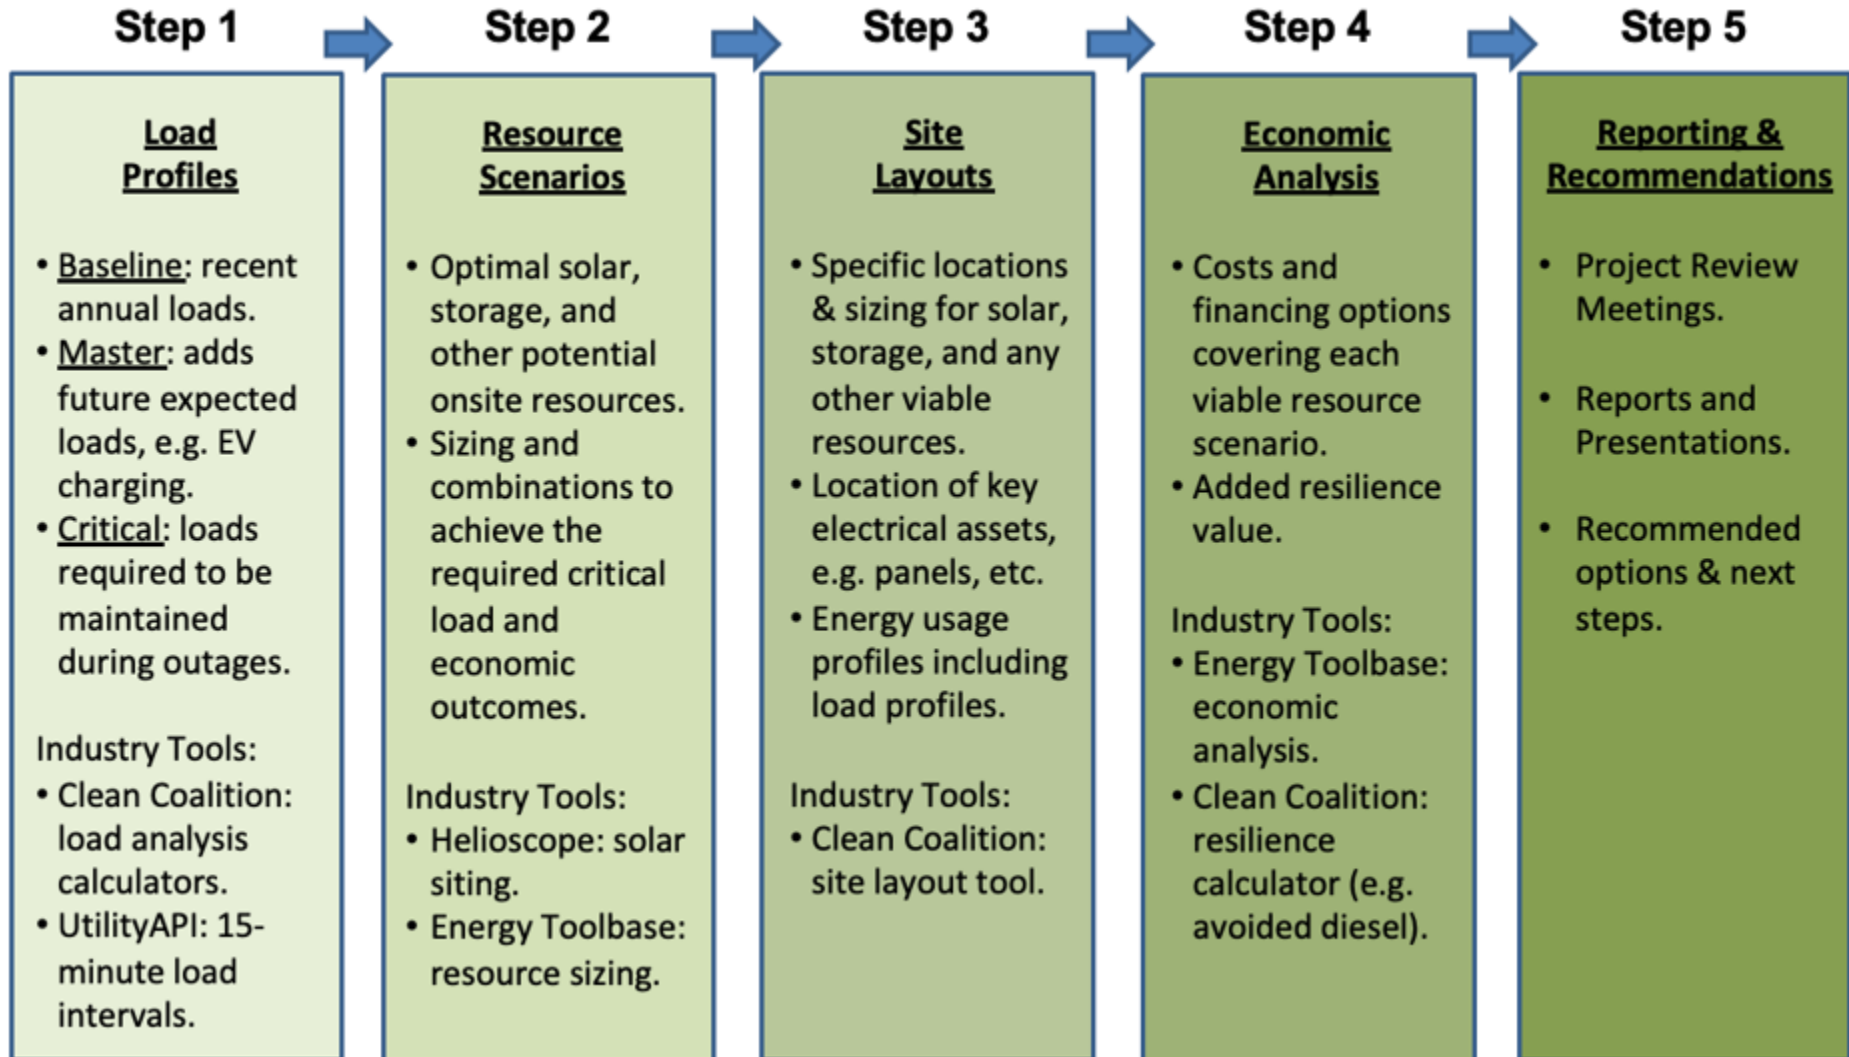 Step 1
Step 2
Step 3
Step 4
Step 5
Load
Profiles
• Baseline: recent
annual loads.
• Master: adds
future expected
loads, e.g. EV
charging.
• Critical: loads
required to be
maintained
during outages.
Industry Tools:
• Clean Coalition:
load analysis
calculators.
• UtilityAPI: 15-
minute load
intervals.
Resource
Scenarios
• Optimal solar,
storage, and
other potential
onsite resources.
• Sizing and
combinations to
achieve the
required critical
load and
economic
outcomes.
Industry Tools:
• Helioscope: solar
siting.
• Energy Toolbase:
resource sizing.
Site
Layouts
• Specific locations
& sizing for solar,
storage, and any
other viable
resources.
• Location of key
electrical assets,
e.g. panels, etc.
• Energy usage
profiles including
load profiles.
Industry Tools:
• Clean Coalition:
site layout tool.
Economic
Analysis
• Costs and
financing options
covering each
viable resource
scenario.
• Added resilience
value.
Industry Tools:
• Energy Toolbase:
economic
analysis.
• Clean Coalition:
resilience
calculator (e.g.
avoided diesel).
Reporting &
Recommendations
• Project Review
Meetings.
• Reports and
Presentations.
• Recommended
options & next
steps.